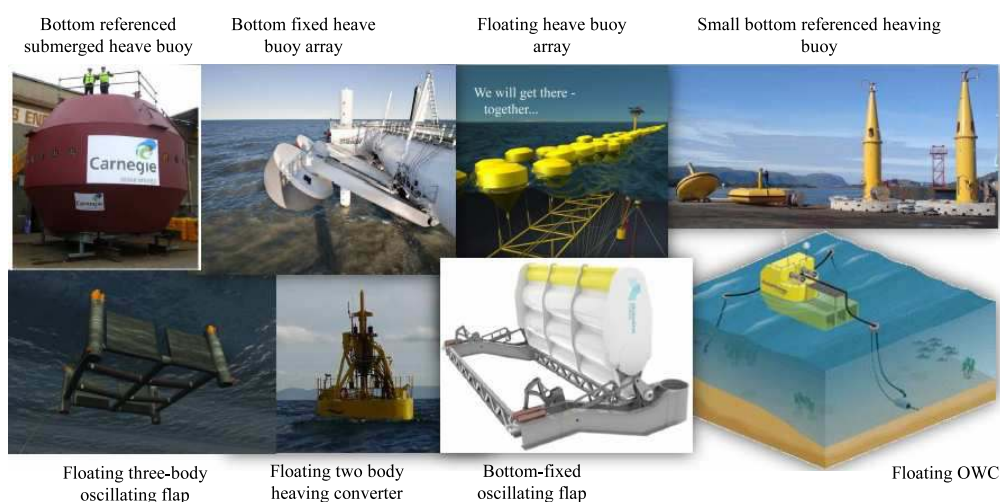 Bottom referenced
submerged heave buoy
Bottom fixed heave
buoy array
Floating heave buoy
array
Small bottom referenced heaving
buoy
We will get there -
together...
Carnegie
Carnegie
Floating three-body
oscillating flap
Floating two body
heaving converter
Bottom-fixed
oscillating flap
Floating OWC